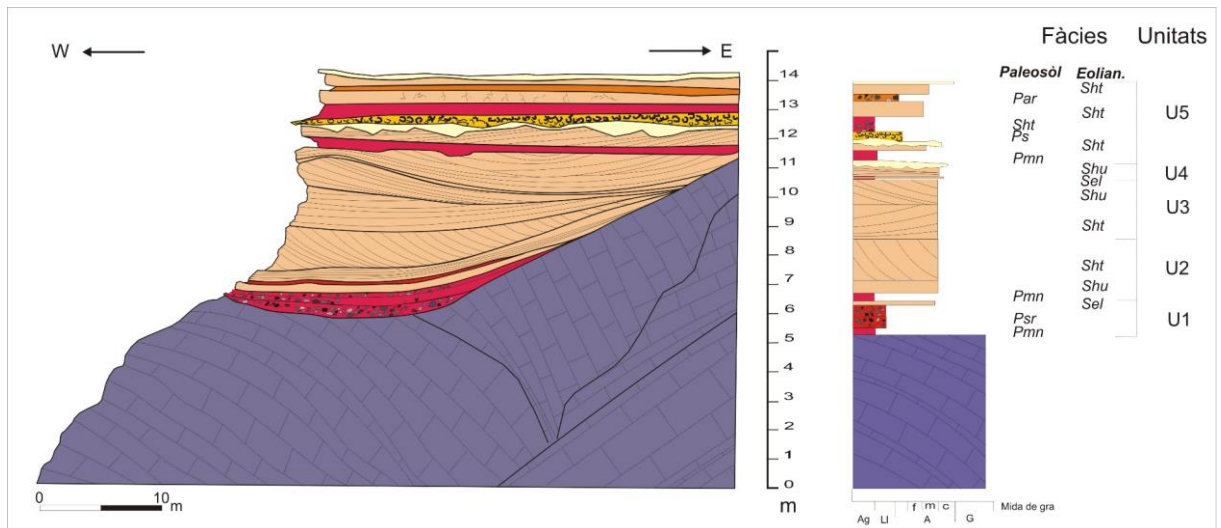 W E
Fàcies Unitats
Paleosòl Eolian.
14
13
12
11
10
9
8
7
6
5
4
3
2
1
0
m
Sht
Par
Sht
Sht
Ps
Sht
Pmn
Shu
Sel
Shu
Sht
Sht
Shu
Pmn
Sel
Psr
Pmn
U5
U4
U3
U2
U1
0 10
m
f m c
Ag Ll A G
Mida de gra